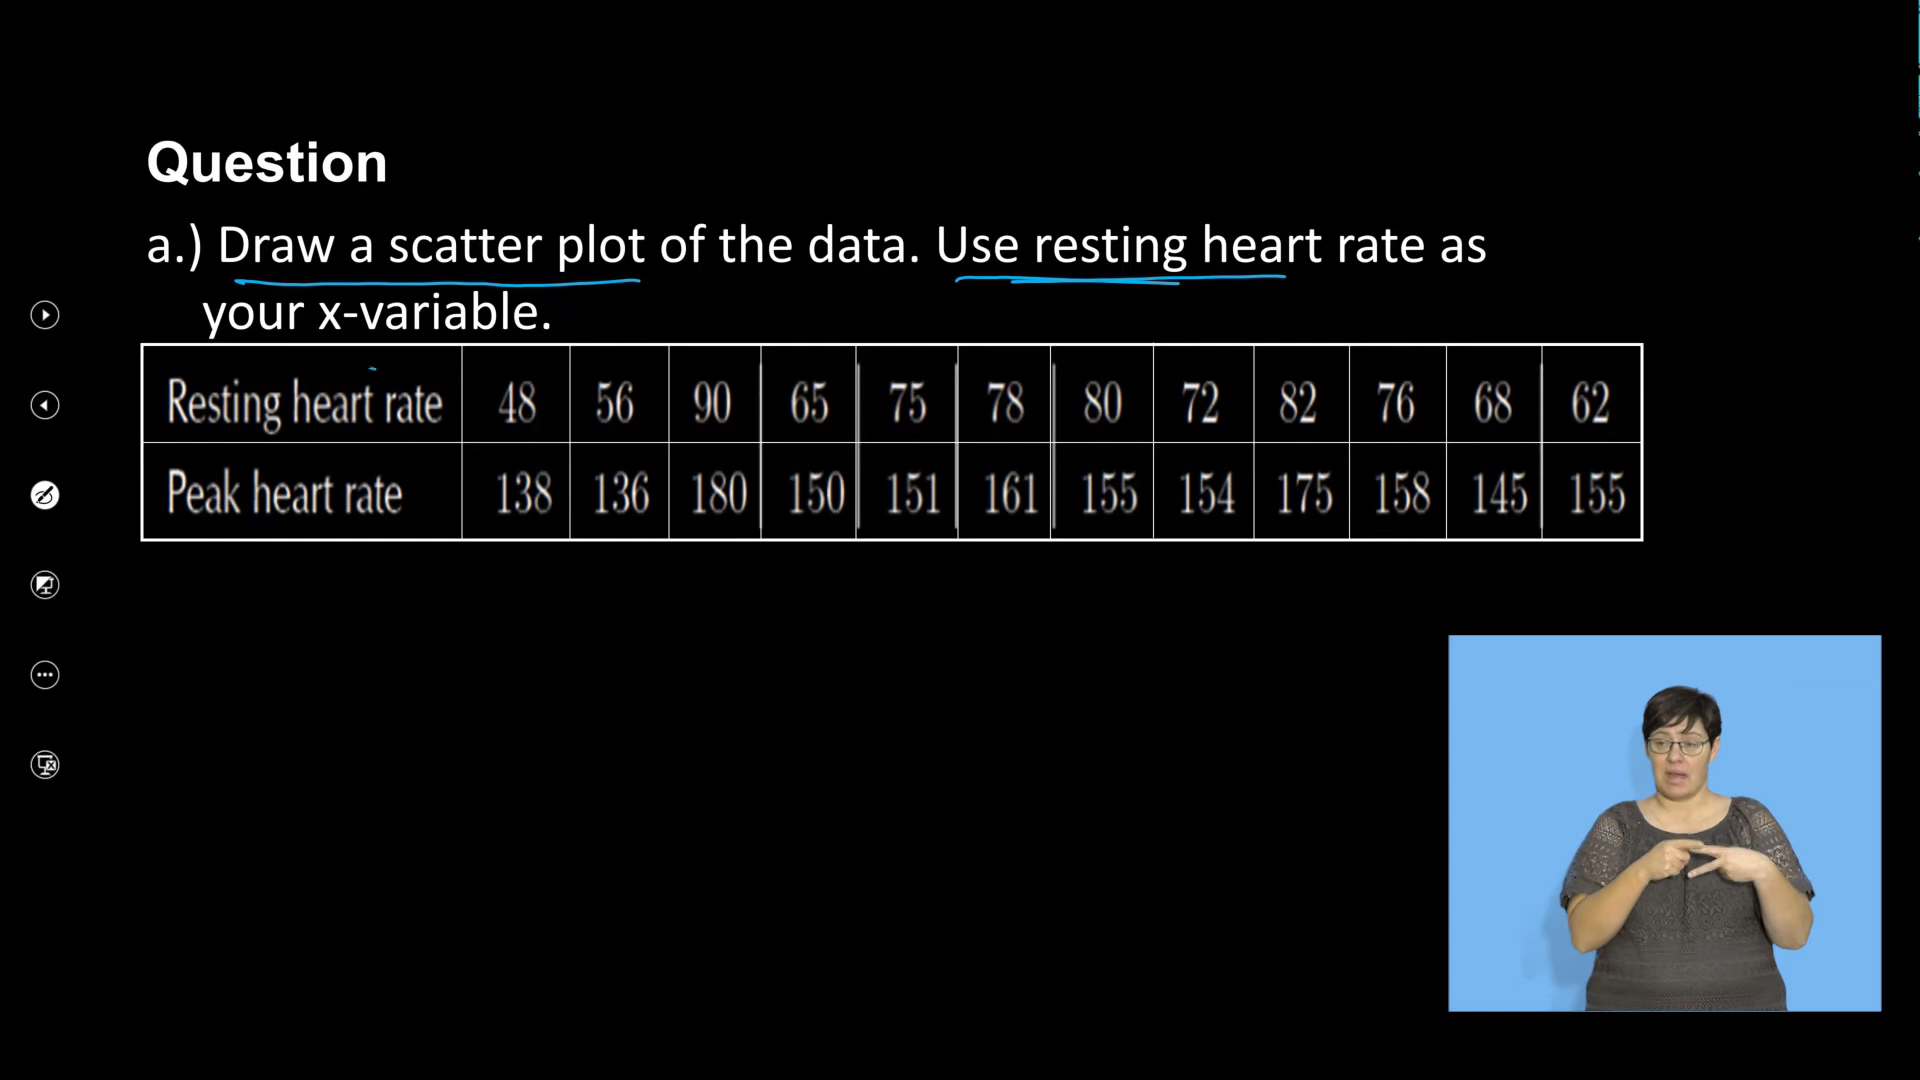 Question
a.) Draw a scatter plot of the data. Use resting heart rate as
your x-variable.
Resting heart rate 48 56 90 65 75 78 80 72 82 76 68 62
Peak heart rate 138 136 180 150 151 161 155 154 175 158 145 155